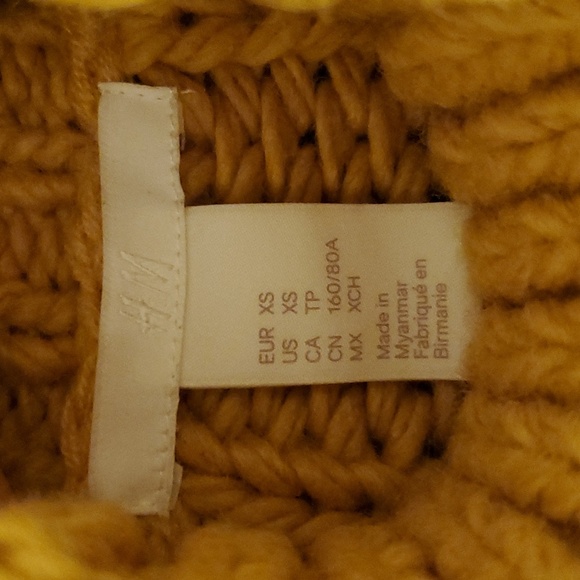 H&M
EUR XS
US XS
CA TP
CN 160/80A
MX XCH
Made in
Myanmar
Fabriqué en
Birmanie